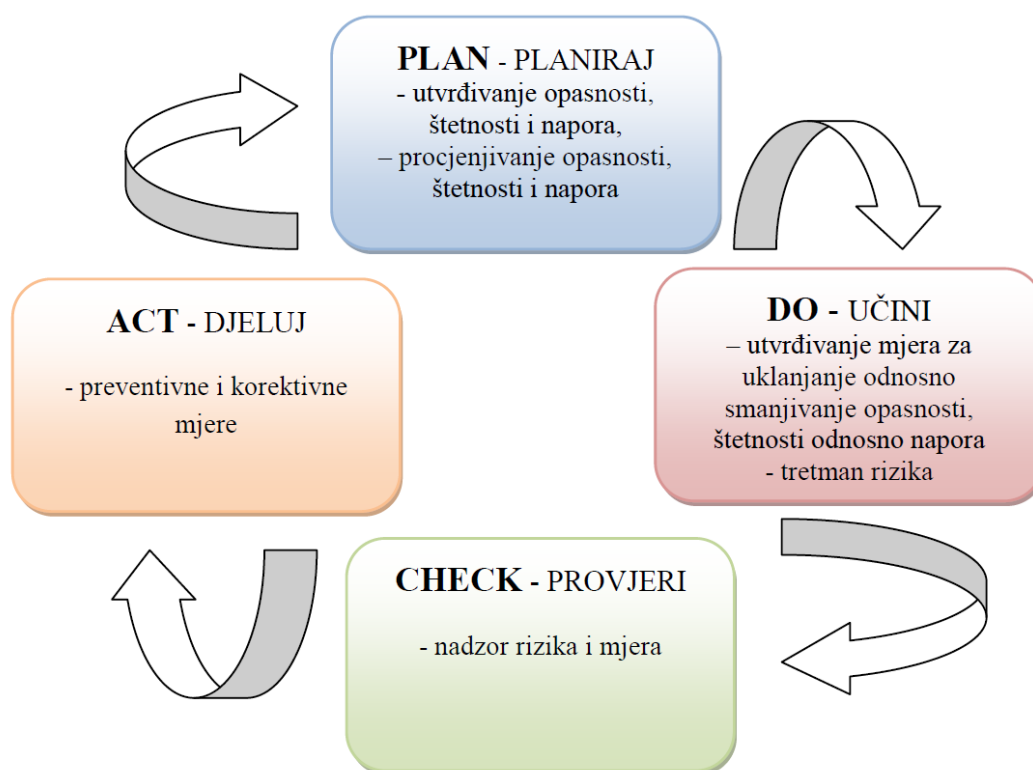 PLAN - PLANIRAJ
- utvrđivanje opasnosti,
štetnosti i napora,
– procjenjivanje opasnosti,
štetnosti i napora
DO - UČINI
– utvrđivanje mjera za
uklanjanje odnosno
smanjivanje opasnosti,
štetnosti odnosno napora
- tretman rizika
CHECK - PROVJERI
- nadzor rizika i mjera
ACT - DJELUJ
- preventivne i korektivne
mjere